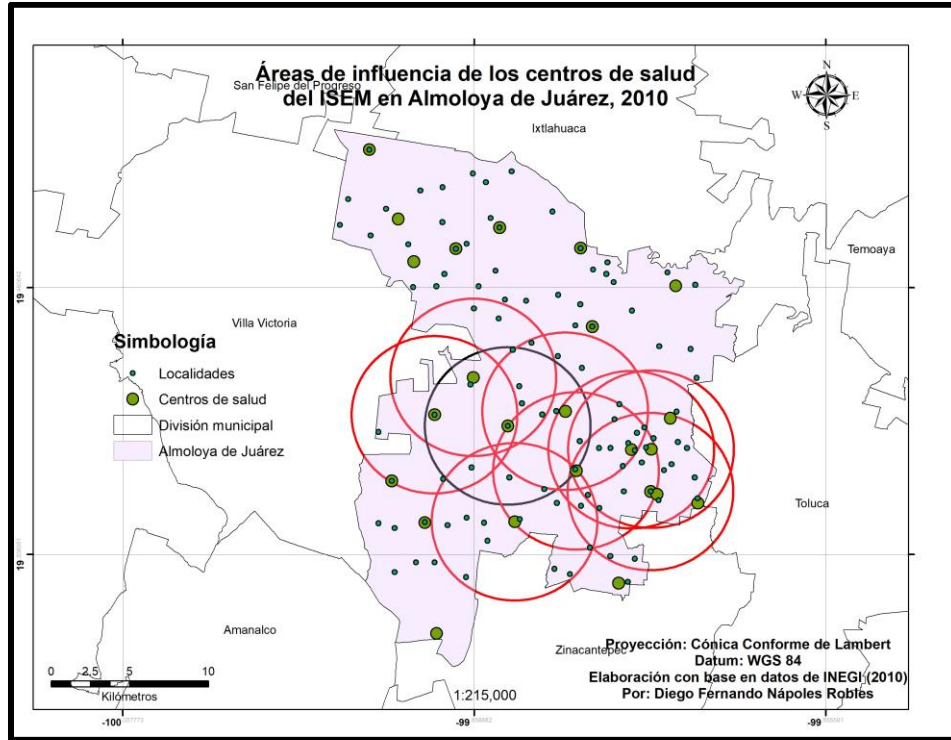 Áreas de influencia de los centros de salud
San Felipe del Progreso
del ISEM en Almoloya de Juárez, 2010
N
W E
S
Ixtlahuaca
Temoaya
Villa Victoria
Simbología
Localidades
Centros de salud
División municipal
Almoloya de Juárez
Toluca
Amanalco
Zinacantepec
Proyección: Cónica Conforme de Lambert
Datum: WGS 84
Elaboración con base en datos de INEGI (2010)
Por: Diego Fernando Nápoles Robles
0 2,5 5 10
Kilómetros
1:215,000
19
19
-100
-99
-99